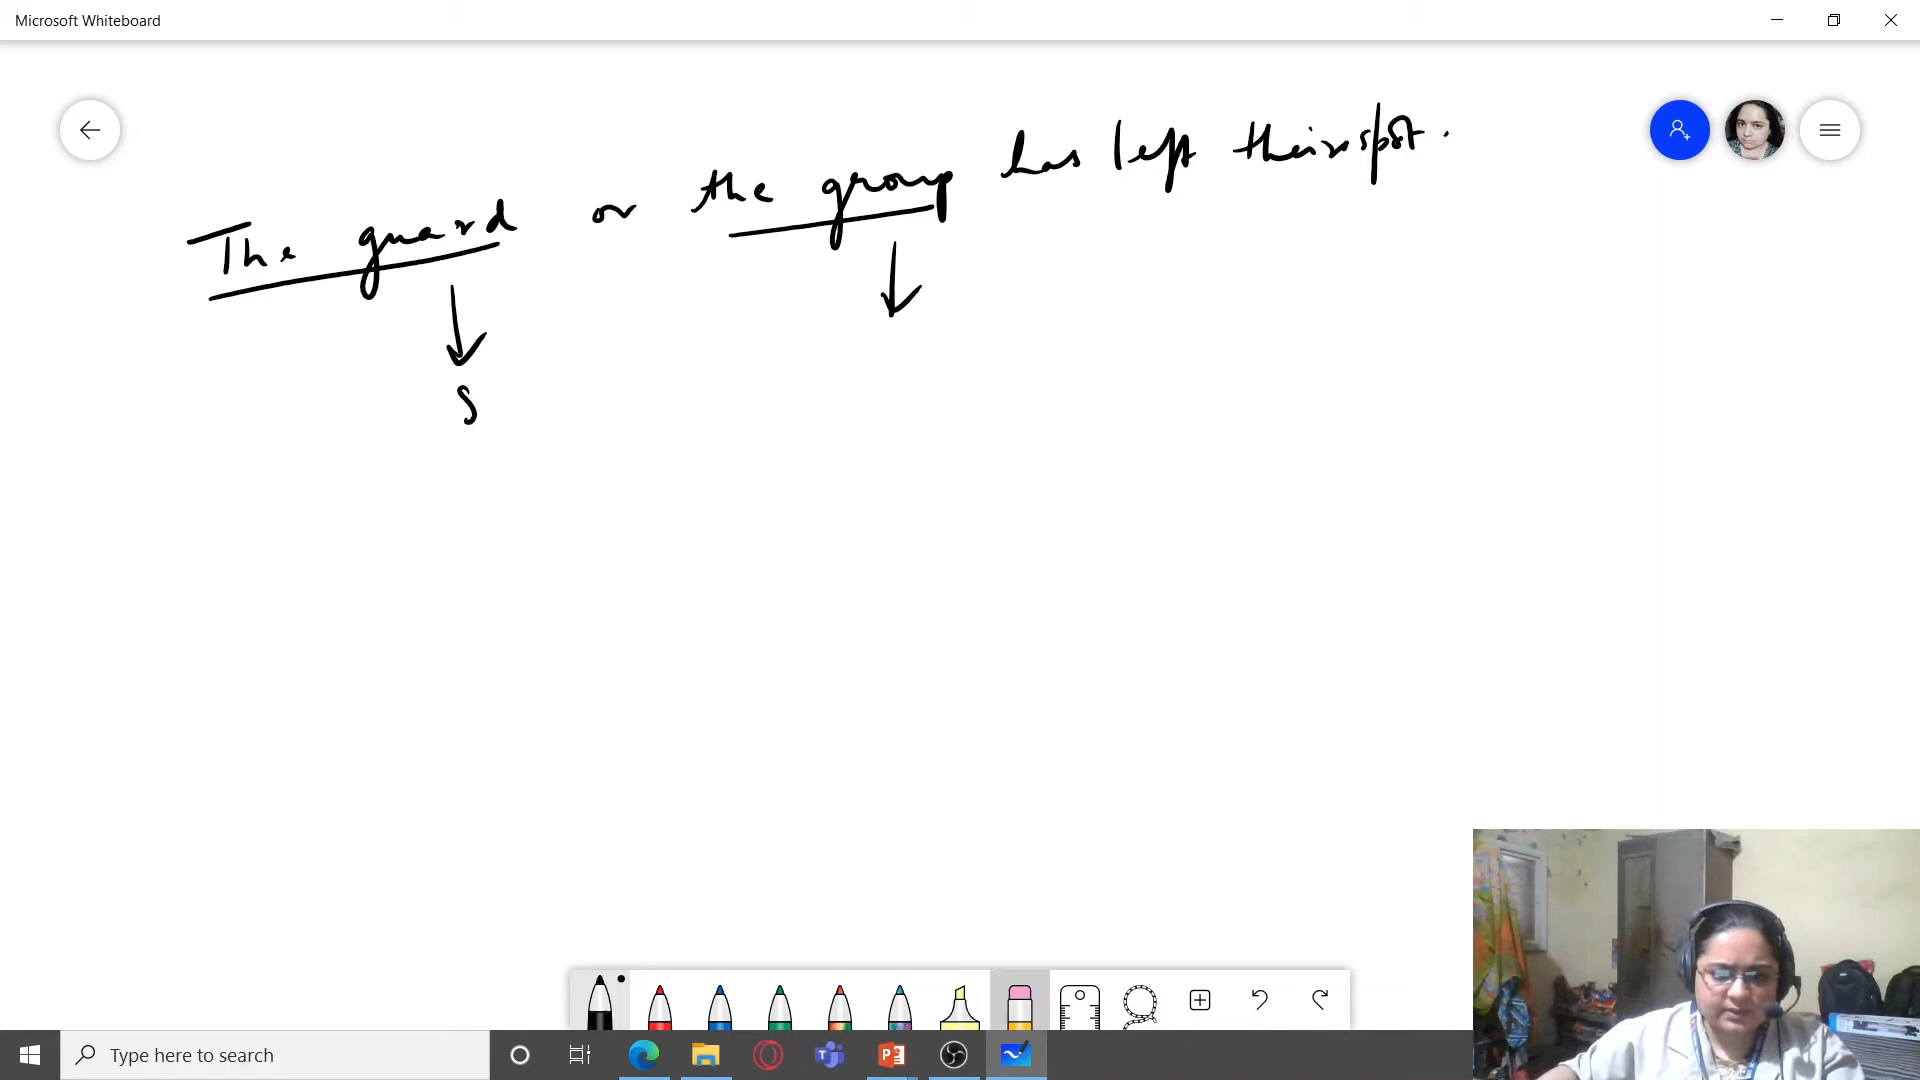 Microsoft Whiteboard
The guard or the group has left their spot.
S
Type here to search